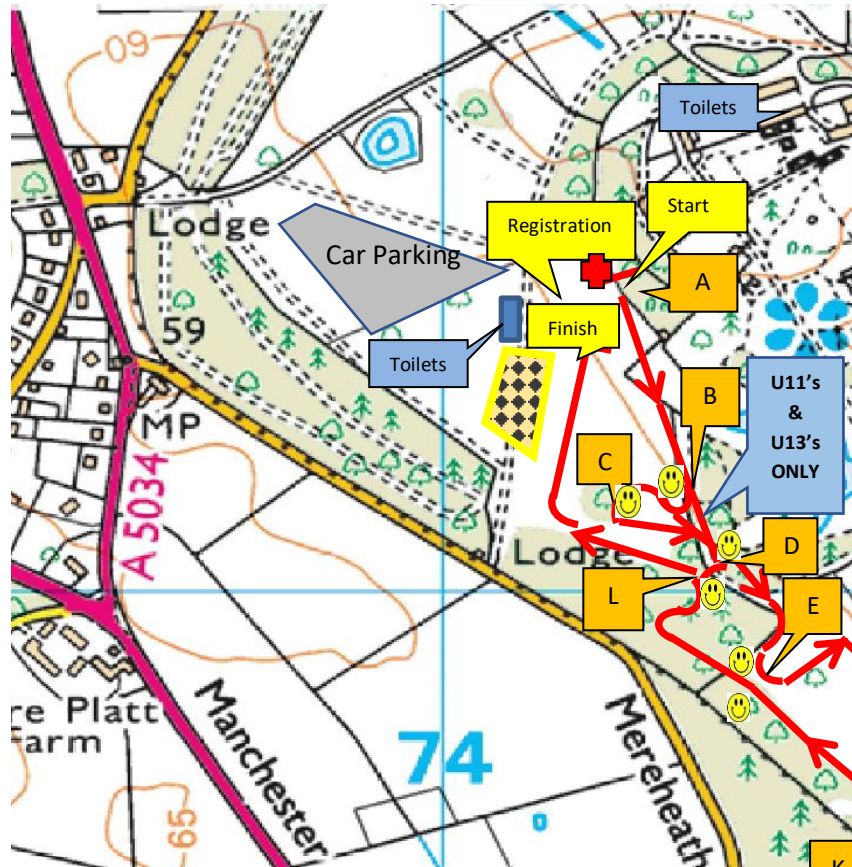 60
Toilets
Lodge
Registration
Start
Car Parking
A
59
Finish
Toilets
MP
B
U11's
&
U13's
ONLY
C
A 5034
Lodge
D
L
E
re Platt
Farm
Manchester
74
Mereheath
65
K